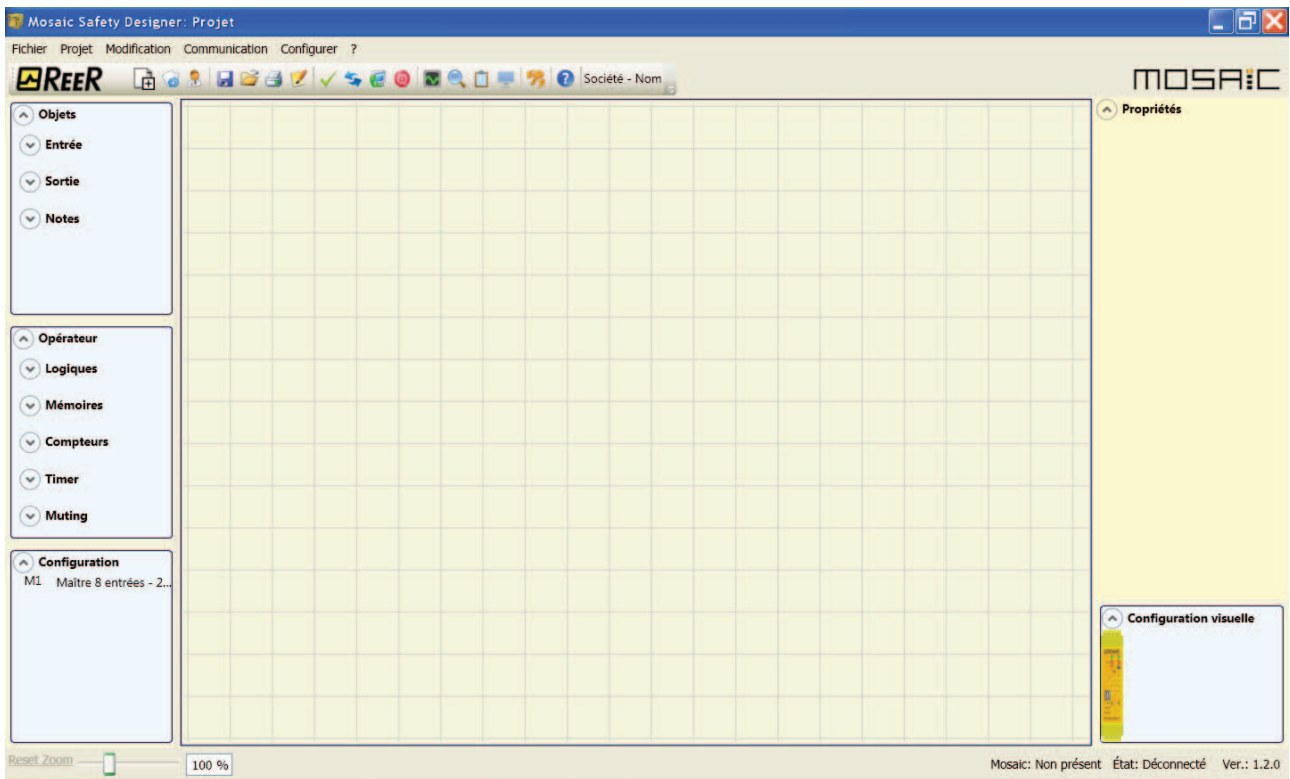 Mosaic Safety Designer: Projet
Fichier Projet Modification Communication Configurer ?
REER
Société - Nom
MOSAIC
Objets
Entrée
Sortie
Notes
Opérateur
Logiques
Mémoires
Compteurs
Timer
Muting
Configuration
M1 Maître 8 entrées - 2...
Propriétés
Configuration visuelle
Reset Zoom
100 %
Mosaic: Non présent État: Déconnecté Ver.: 1.2.0